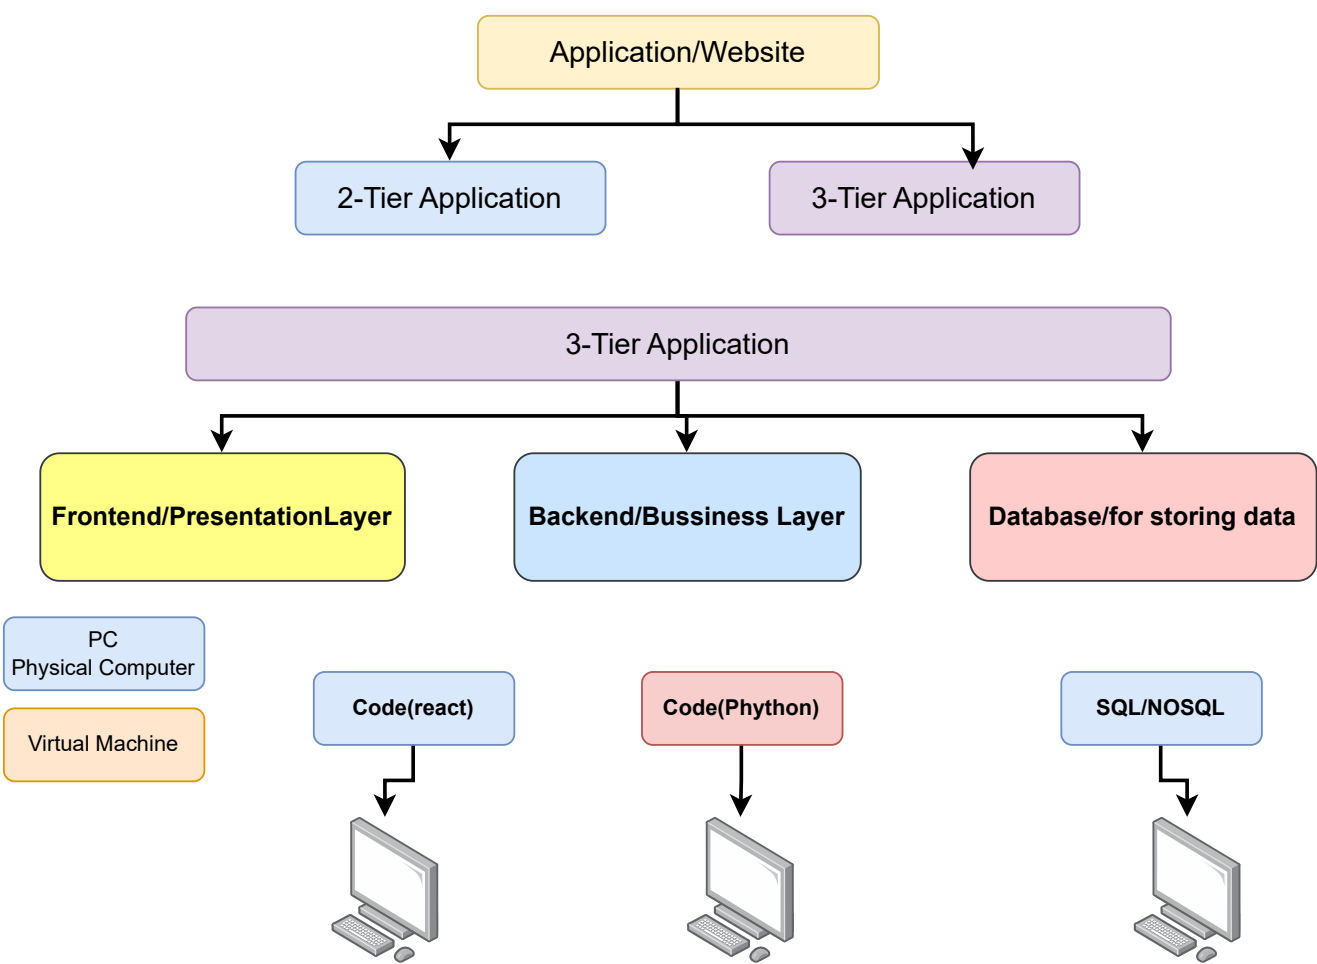 Application/Website
2-Tier Application
3-Tier Application
3-Tier Application
Frontend/PresentationLayer
Backend/Bussiness Layer
Database/for storing data
PC
Physical Computer
Virtual Machine
Code(react)
Code(Phython)
SQL/NOSQL